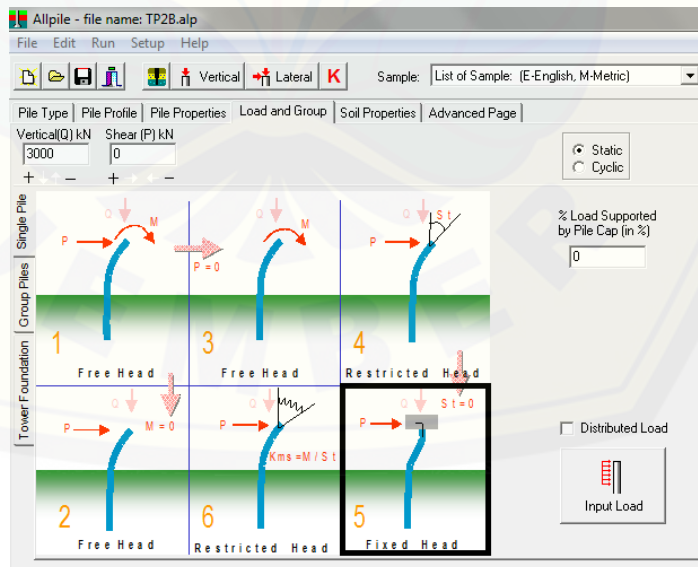 Allpile - file name: TP2B.alp
File Edit Run Setup Help
Vertical Lateral K Sample: List of Sample: (E-English, M-Metric)
Pile Type Pile Profile Pile Properties Load and Group Soil Properties Advanced Page
Vertical(Q) kN Shear (P) kN
3000 0
Static
Cyclic
+ - + -
Single Pile
Group Piles
Tower Foundation
% Load Supported
by Pile Cap (in %)
0
Q M P
P = 0
M
Q S t P
1 3 4
Free Head Free Head Restricted Head
Q P M = 0
Q P Kms =M / S t
Q S t = 0 P
2 6 5
Free Head Restricted Head Fixed Head
Distributed Load
Input Load